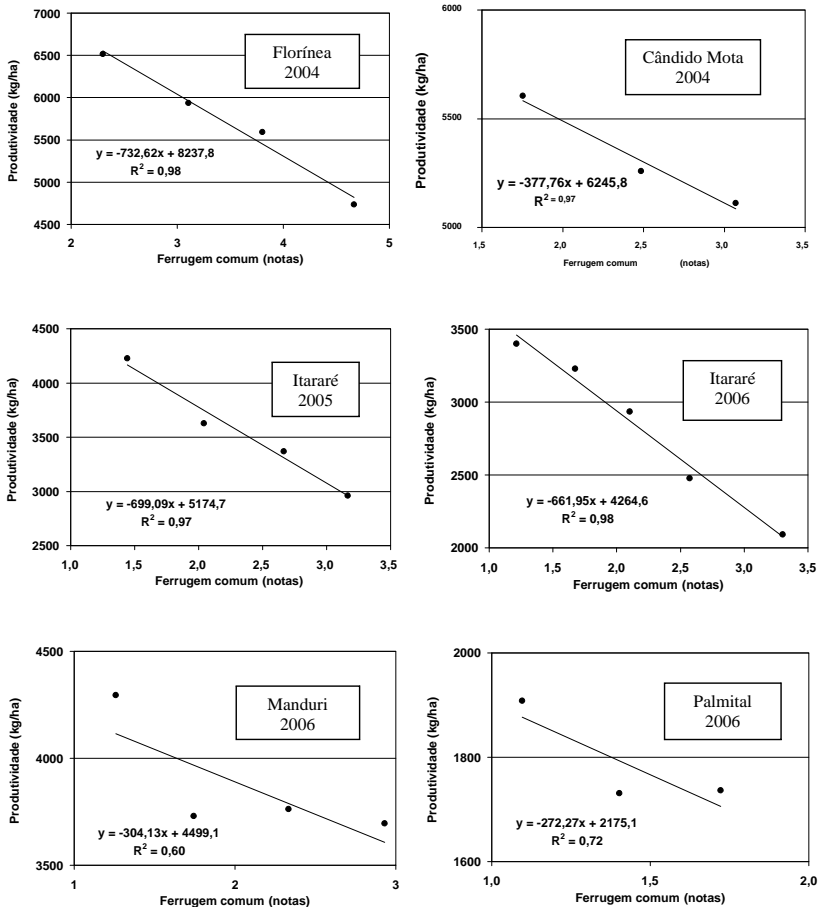 Florínea
2004
Produtividade (kg/ha)
7000
6500
6000
5500
5000
4500
y = -732,62x + 8237,8
R² = 0,98
2 3 4 5
Ferrugem comum (notas)
Cândido Mota
2004
Produtividade (kg/ha)
6000
5500
5000
y = -377,76x + 6245,8
R² = 0,97
1,5 2,0 2,5 3,0 3,5
Ferrugem comum (notas)
Itararé
2005
Produtividade (kg/ha)
4500
4000
3500
3000
2500
y = -699,09x + 5174,7
R² = 0,97
1,0 1,5 2,0 2,5 3,0 3,5
Ferrugem comum (notas)
Itararé
2006
Produtividade (kg/ha)
3500
3000
2500
2000
y = -661,95x + 4264,6
R² = 0,98
1,0 1,5 2,0 2,5 3,0 3,5
Ferrugem comum (notas)
Manduri
2006
Produtividade (kg/ha)
4500
4000
3500
y = -304,13x + 4499,1
R² = 0,60
1 2 3
Ferrugem comum (notas)
Palmital
2006
Produtividade (kg/ha)
2000
1800
1600
y = -272,27x + 2175,1
R² = 0,72
1,0 1,5 2,0
Ferrugem comum (notas)